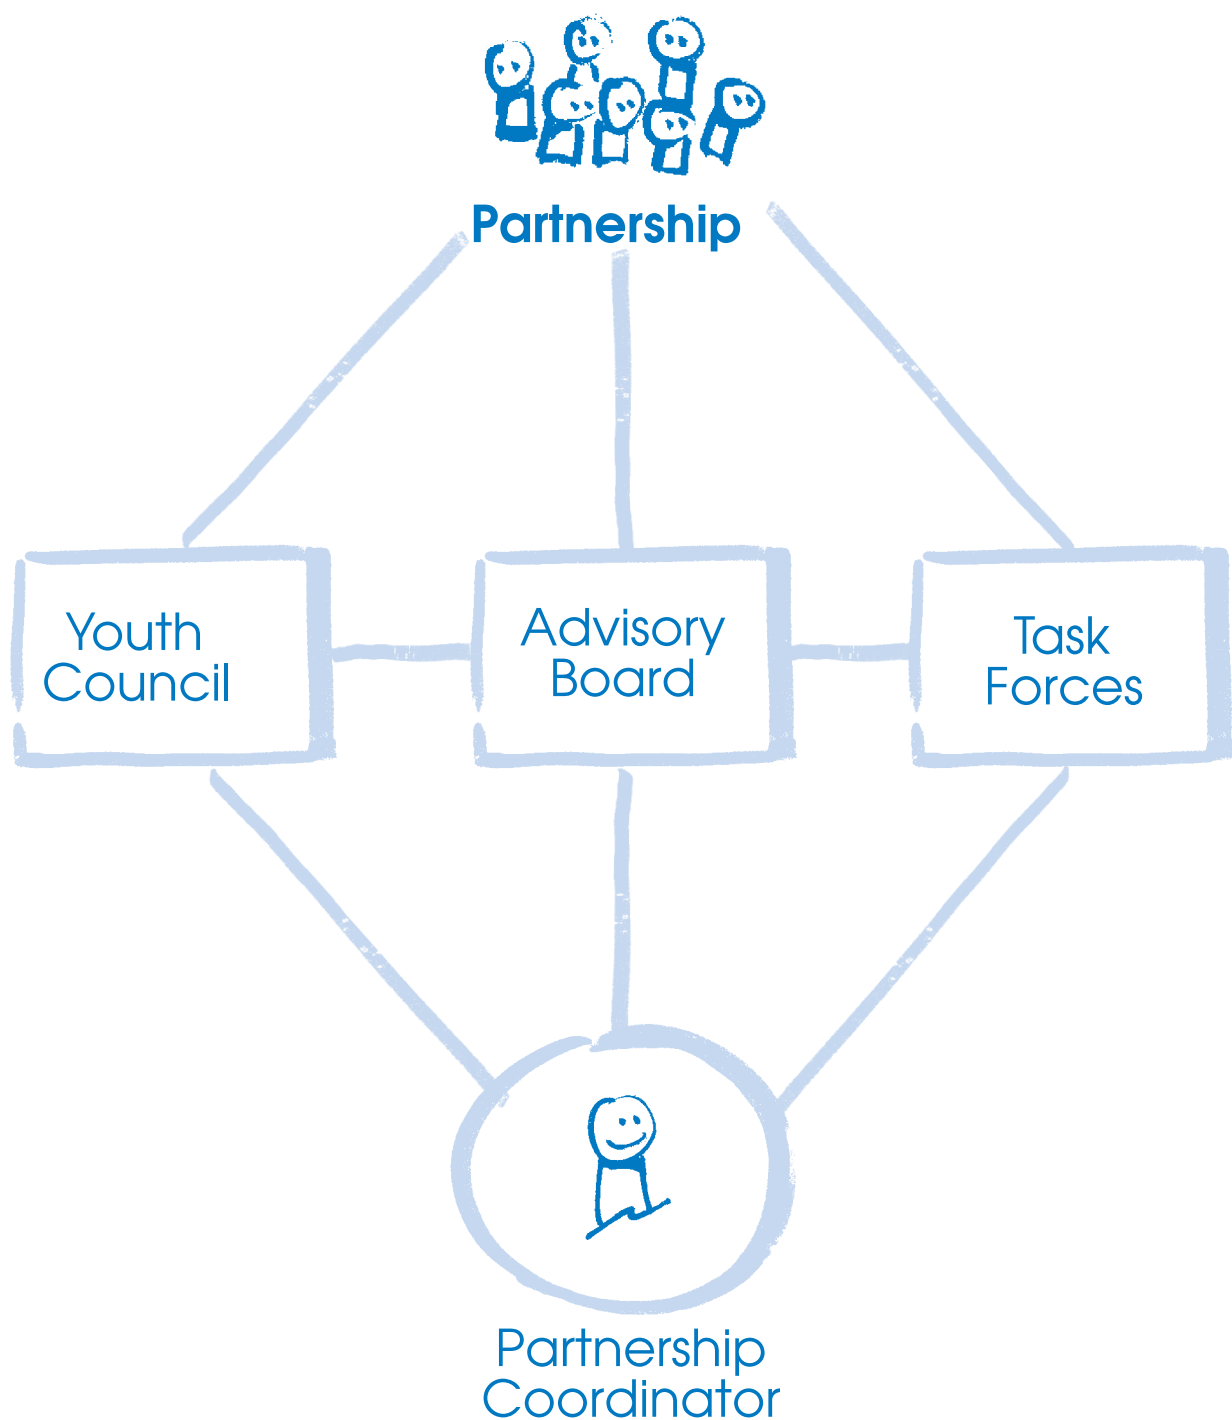 Partnership
Youth
Council
Advisory
Board
Task
Forces
Partnership
Coordinator